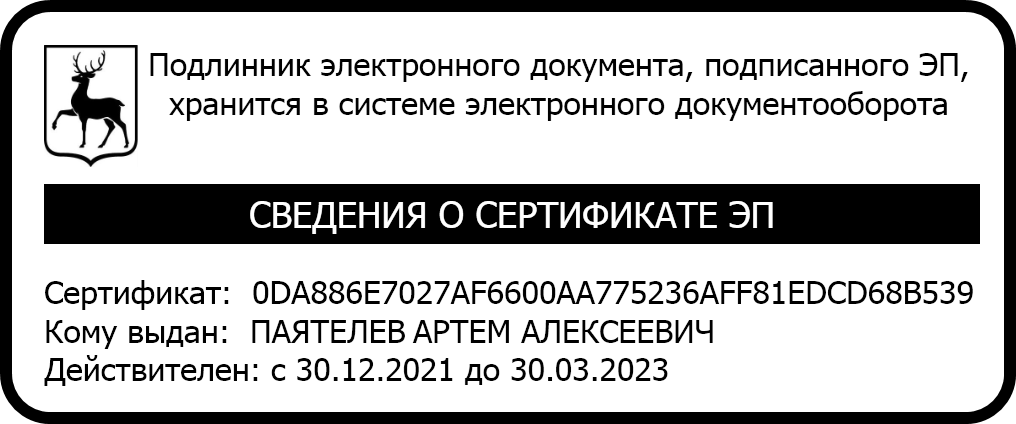 Подлинник электронного документа, подписанного ЭП,
хранится в системе электронного документооборота
СВЕДЕНИЯ О СЕРТИФИКАТЕ ЭП
Сертификат: 0DA886E7027AF6600AA775236AFF81EDCD68B539
Кому выдан: ПАЯТЕЛЕВ АРТЕМ АЛЕКСЕЕВИЧ
Действителен: с 30.12.2021 до 30.03.2023